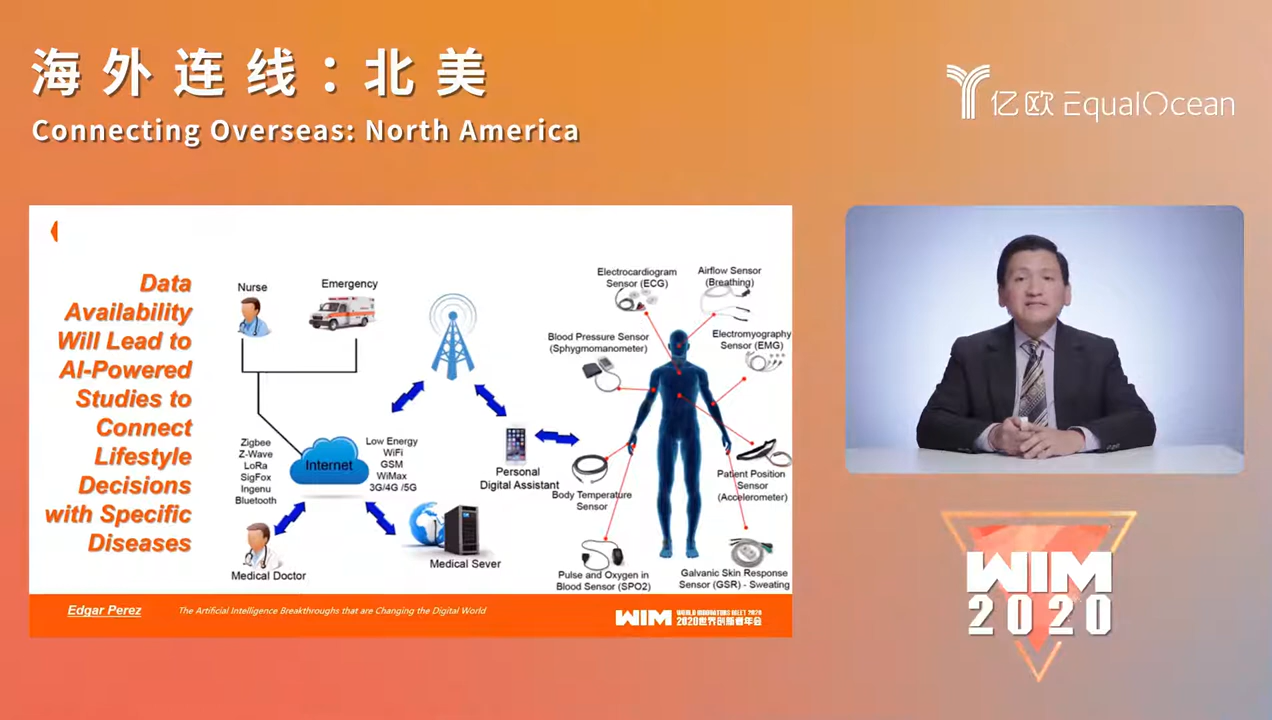 海外连线：北美
Connecting Overseas: North America
亿欧 EqualOcean
Data
Availability
Will Lead to
AI-Powered
Studies to
Connect
Lifestyle
Decisions
with Specific
Diseases
Nurse
Emergency
Zigbee
Z-Wave
LoRa
SigFox
Ingenu
Bluetooth
Internet
Low Energy
WiFi
GSM
WiMax
3G/4G /5G
Medical Doctor
Medical Sever
Personal
Digital Assistant
Electrocardiogram
Sensor (ECG)
Airflow Sensor
(Breathing)
Blood Pressure Sensor
(Sphygmomanometer)
Electromyography
Sensor (EMG)
Body Temperature
Sensor
Patient Position
Sensor
(Accelerometer)
Pulse and Oxygen in
Blood Sensor (SPO2)
Galvanic Skin Response
Sensor (GSR) - Sweating
Edgar Perez
The Artificial Intelligence Breakthroughs that are Changing the Digital World
WIM
WORLD INNOVATORS MEET 2020
2020世界创新者年会
WIM
2020